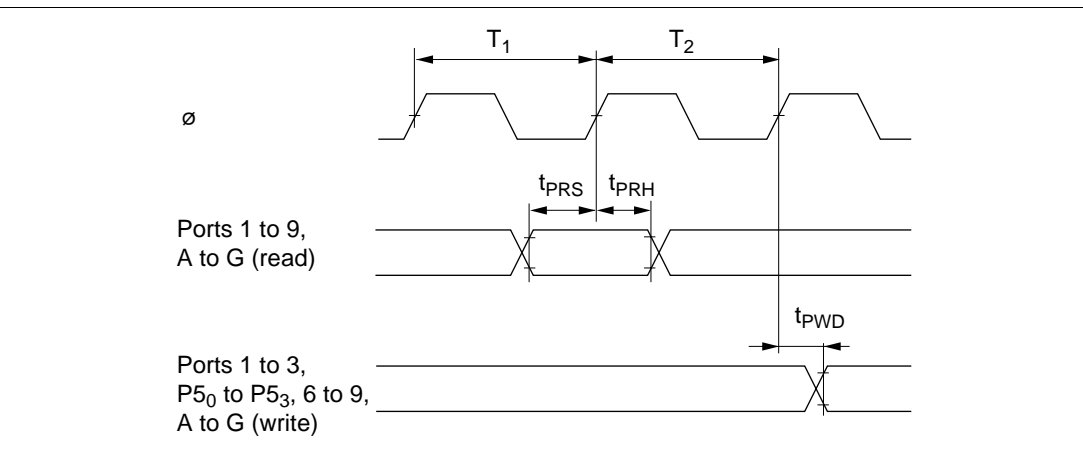 T₁ T₂
ø
tPRS tPRH
Ports 1 to 9,
A to G (read)
tPWD
Ports 1 to 3,
P5₀ to P5₃, 6 to 9,
A to G (write)